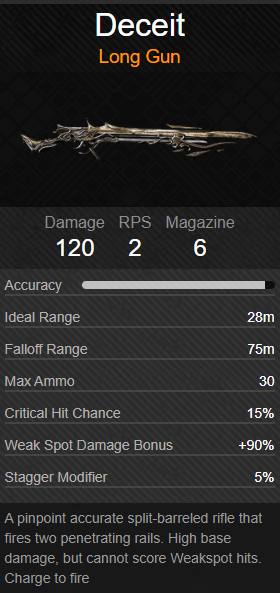 Deceit
Long Gun
Damage RPS Magazine
120 2 6
Accuracy
Ideal Range 28m
Falloff Range 75m
Max Ammo 30
Critical Hit Chance 15%
Weak Spot Damage Bonus +90%
Stagger Modifier 5%
A pinpoint accurate split-barreled rifle that
fires two penetrating rails. High base
damage, but cannot score Weakspot hits.
Charge to fire